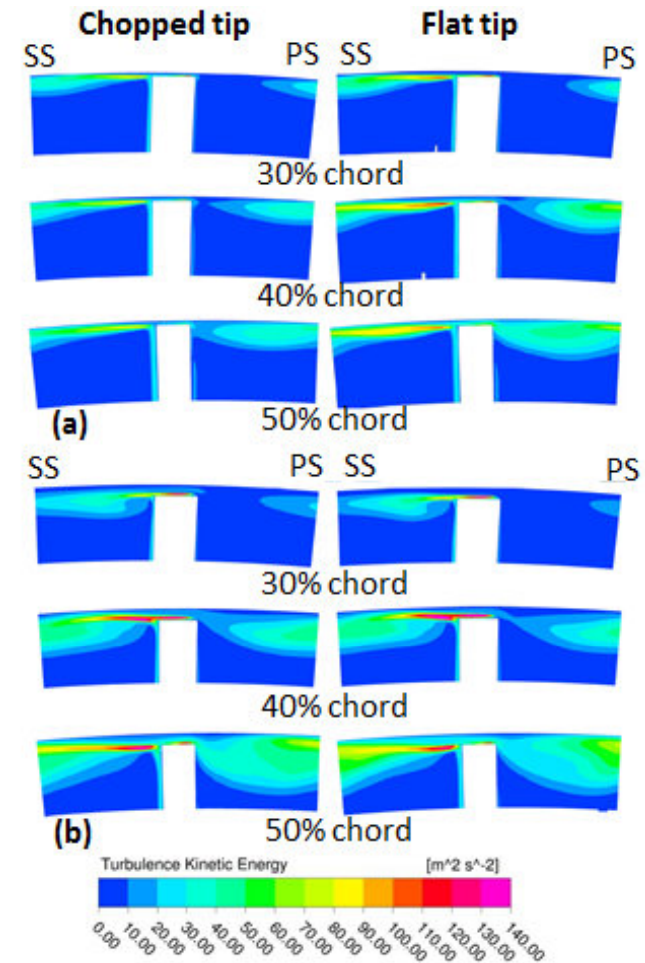 Chopped tip Flat tip
SS PS SS PS
30% chord
40% chord
50% chord
(a)
SS PS SS PS
30% chord
40% chord
50% chord
(b)
Turbulence Kinetic Energy [m^2 s^-2]
0.00 10.00 20.00 30.00 40.00 50.00 60.00 70.00 80.00 90.00 100.00 110.00 120.00 130.00 140.00